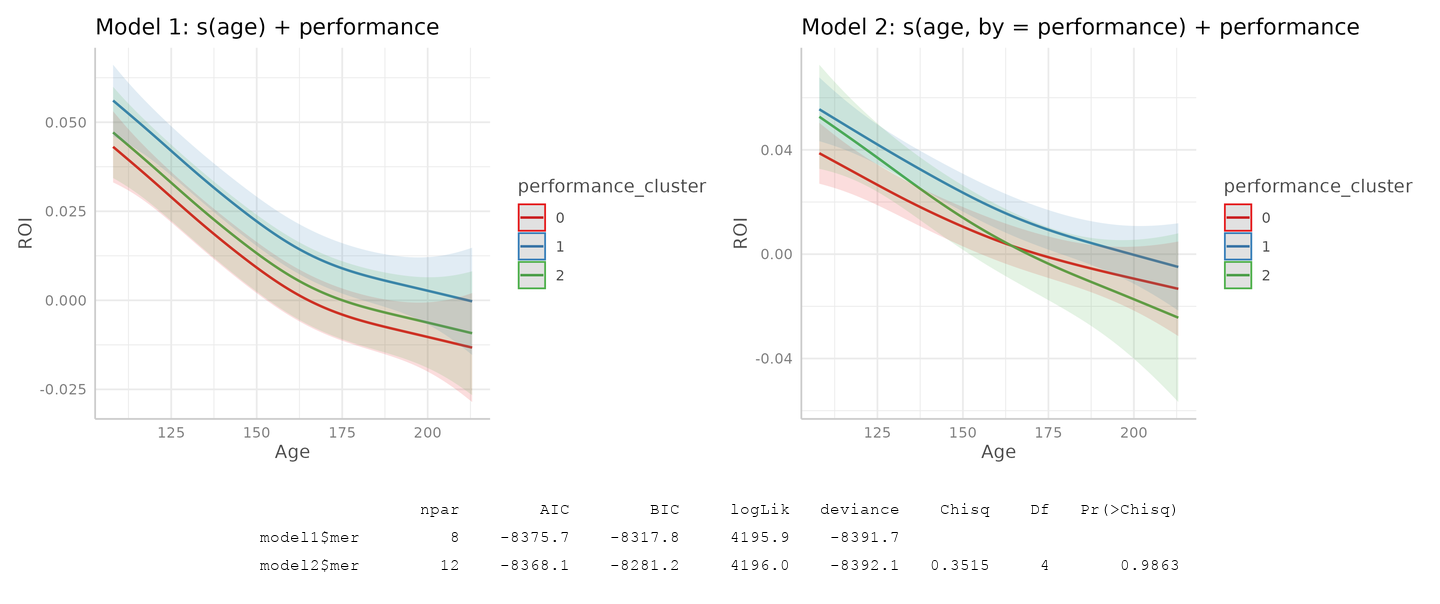 Model 1: s(age) + performance
0.050
0.025
0.000
-0.025
ROI
125 150 175 200
Age
performance_cluster
0
1
2
Model 2: s(age, by = performance) + performance
0.04
0.00
-0.04
ROI
125 150 175 200
Age
performance_cluster
0
1
2
npar AIC BIC logLik deviance Chisq Df Pr(>Chisq)
model1$mer 8 -8375.7 -8317.8 4195.9 -8391.7
model2$mer 12 -8368.1 -8281.2 4196.0 -8392.1 0.3515 4 0.9863